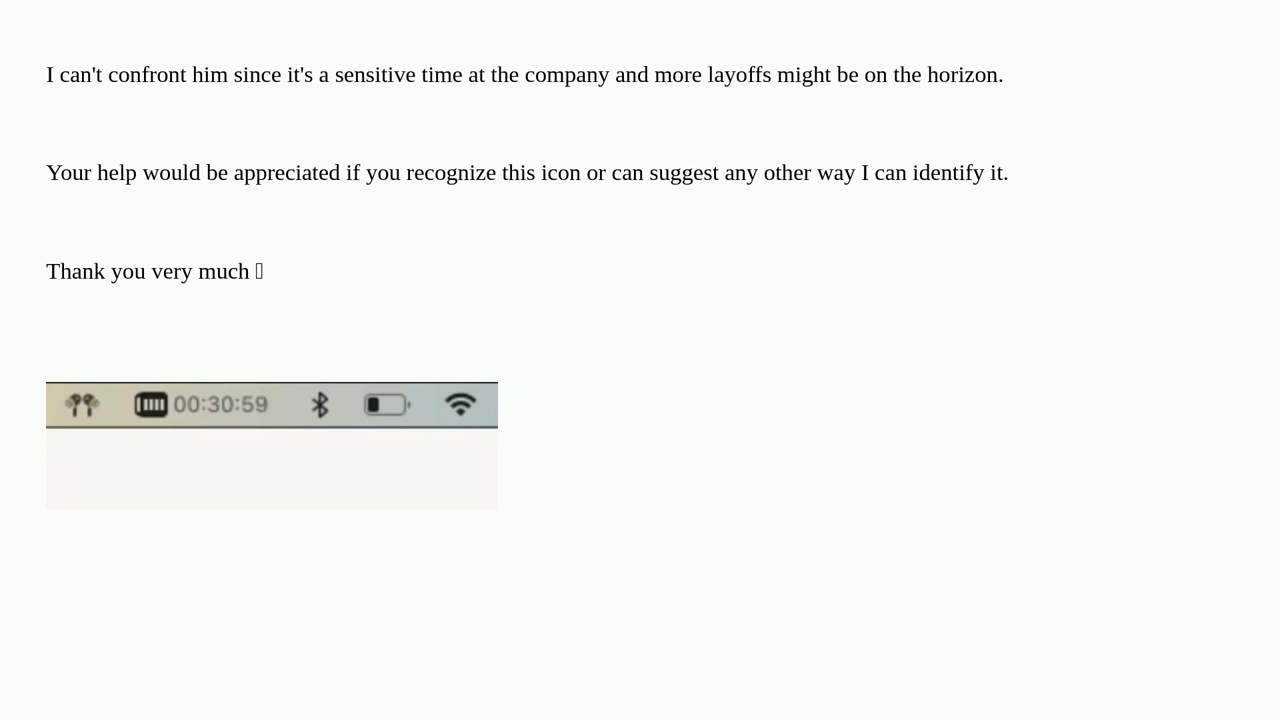 I can't confront him since it's a sensitive time at the company and more layoffs might be on the horizon.
Your help would be appreciated if you recognize this icon or can suggest any other way I can identify it.
Thank you very much
00:30:59